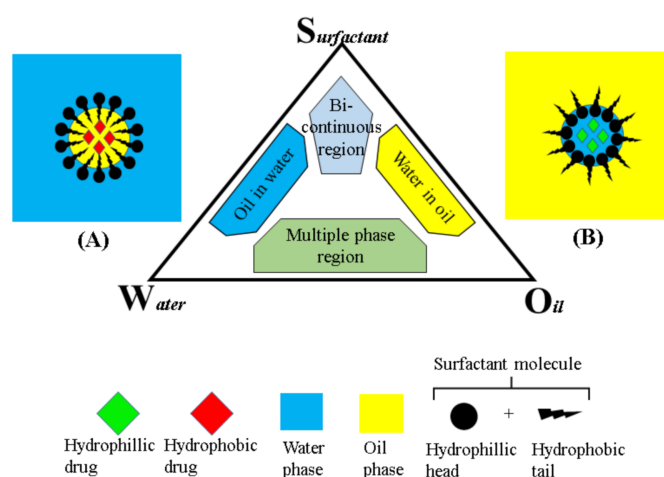 Surfactant
Bi-
continuous
region
Oil in water
Water in oil
Multiple phase
region
(A)
(B)
Water
Oil
Surfactant molecule
+
Hydrophillic
drug
Hydrophobic
drug
Water
phase
Oil
phase
Hydrophillic
head
Hydrophobic
tail